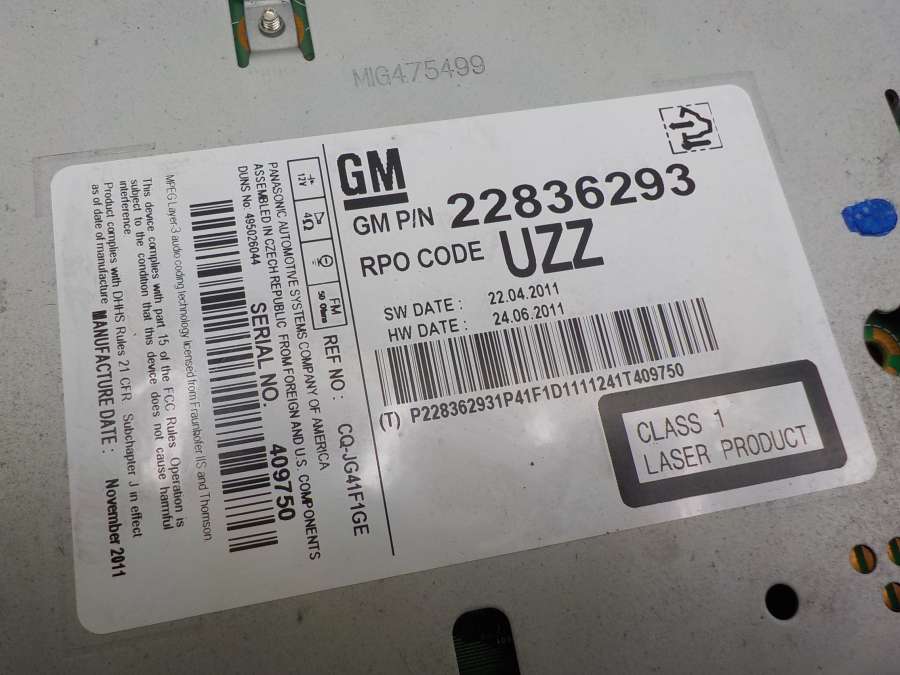 MIG475499
GM
GM P/N 22836293
RPO CODE UZZ
SW DATE : 22.04.2011
HW DATE : 24.06.2011
(T) P228362931P41F1D1111241T409750
CLASS 1
LASER PRODUCT
12V
4Ω
FM
50 Ohms
REF NO : CQ-JG41F1GE
PANASONIC AUTOMOTIVE SYSTEMS COMPANY OF AMERICA
ASSEMBLED IN CZECH REPUBLIC FROM FOREIGN AND U.S. COMPONENTS
DUNS No. 495026044
SERIAL NO. 409750
MPEG Layer-3 audio coding technology licensed from Fraunhofer IIS and Thomson.
This device complies with part 15 of the FCC Rules. Operation is
subject to the condition that this device does not cause harmful
interference.
Product complies with DHHS Rules 21 CFR Subchapter J in effect
as of date of manufacture MANUFACTURE DATE : November 2011